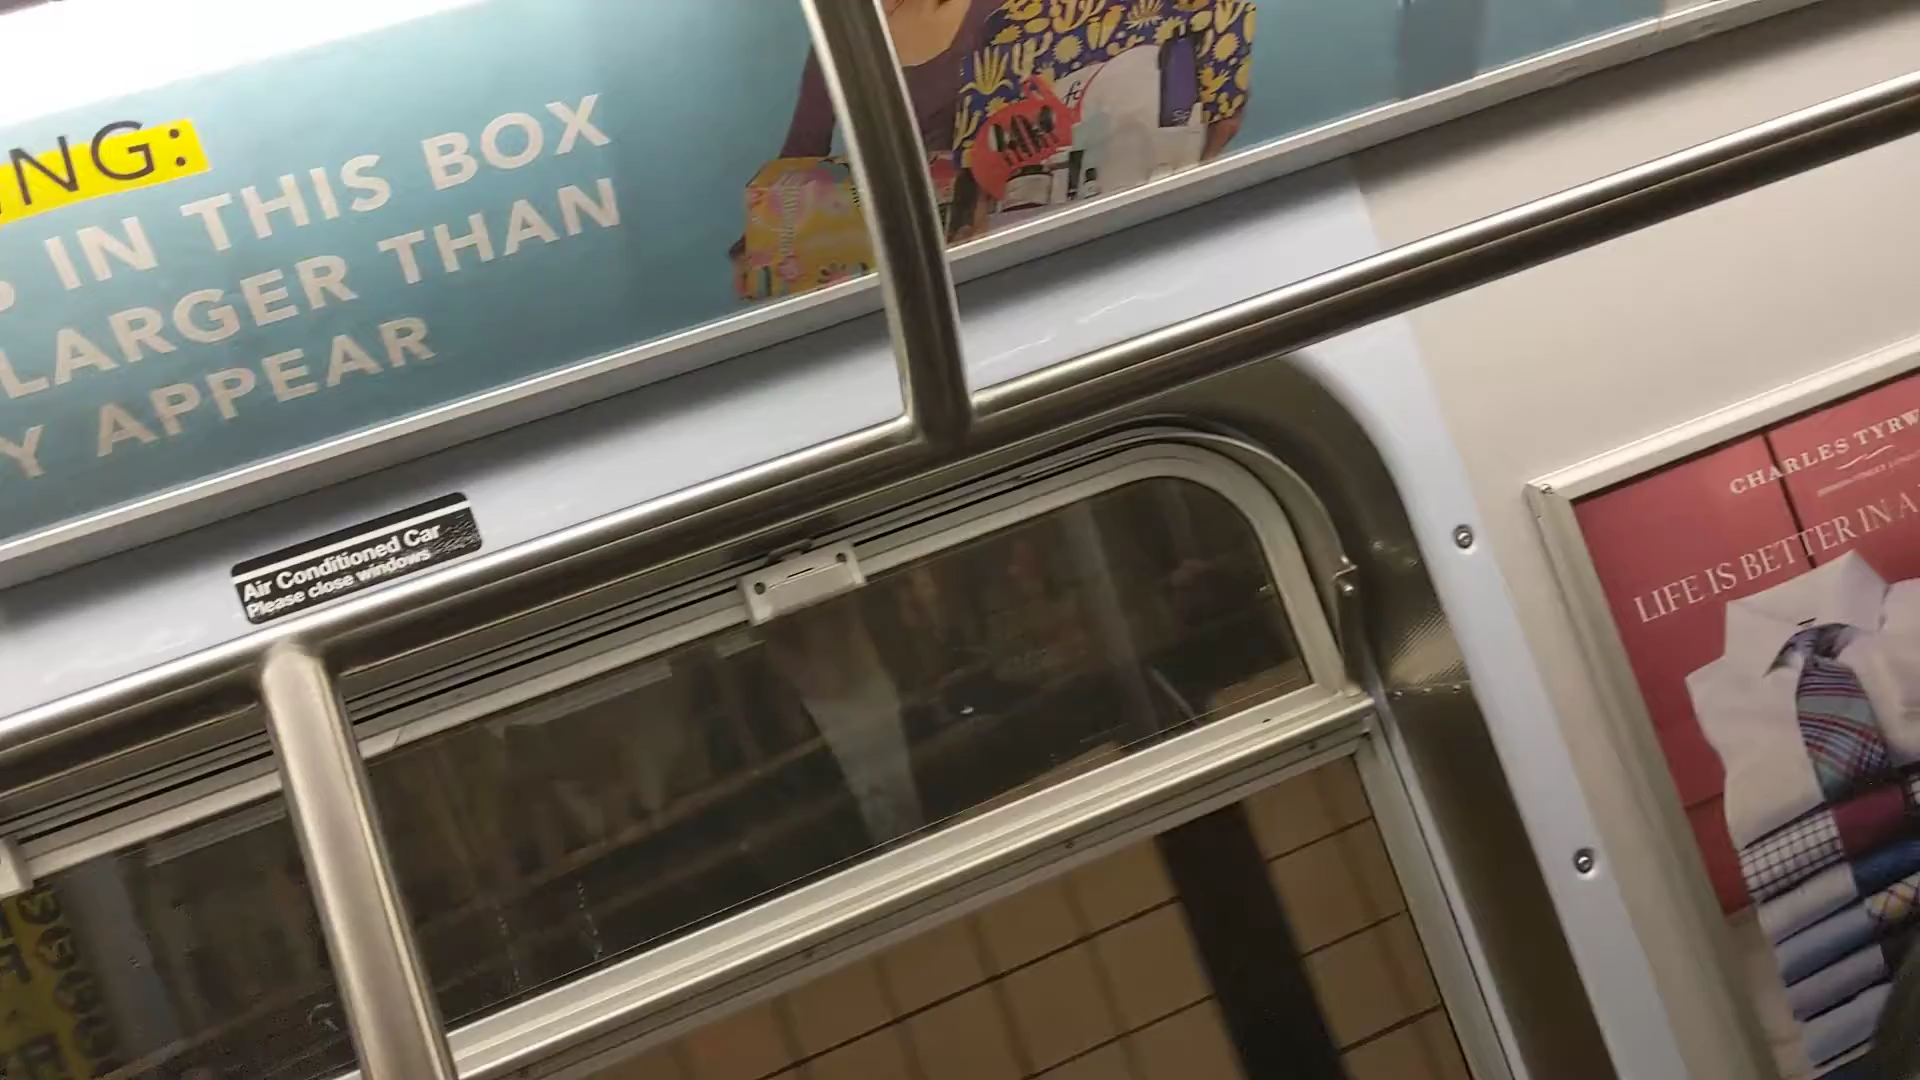 NG:
IN THIS BOX
LARGER THAN
Y APPEAR
Air Conditioned Car
Please close windows
CHARLES TYRW
LIFE IS BETTER IN A